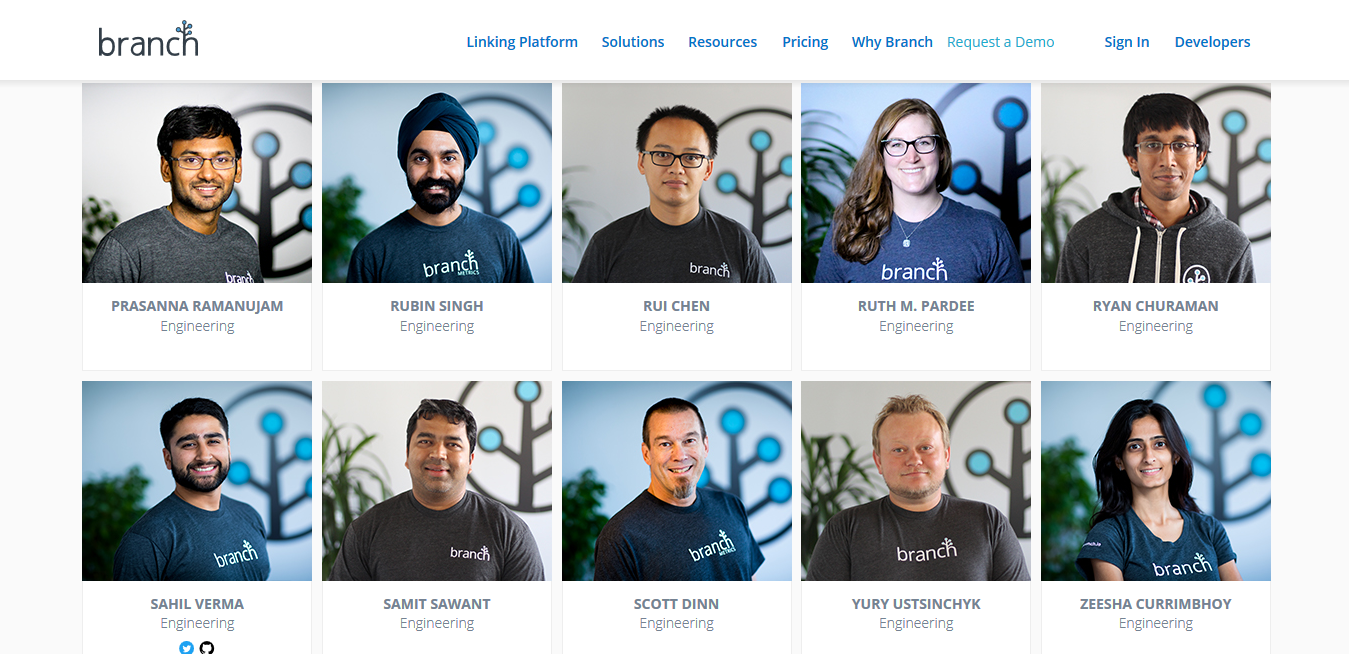 branch
Linking Platform Solutions Resources Pricing Why Branch Request a Demo Sign In Developers
branch
branch METRICS
branch
branch
PRASANNA RAMANUJAM
Engineering
RUBIN SINGH
Engineering
RUI CHEN
Engineering
RUTH M. PARDEE
Engineering
RYAN CHURAMAN
Engineering
branch
branch
branch METRICS
branch
branch
SAHIL VERMA
Engineering
SAMIT SAWANT
Engineering
SCOTT DINN
Engineering
YURY USTSINCHYK
Engineering
ZEESHA CURRIMBHOY
Engineering